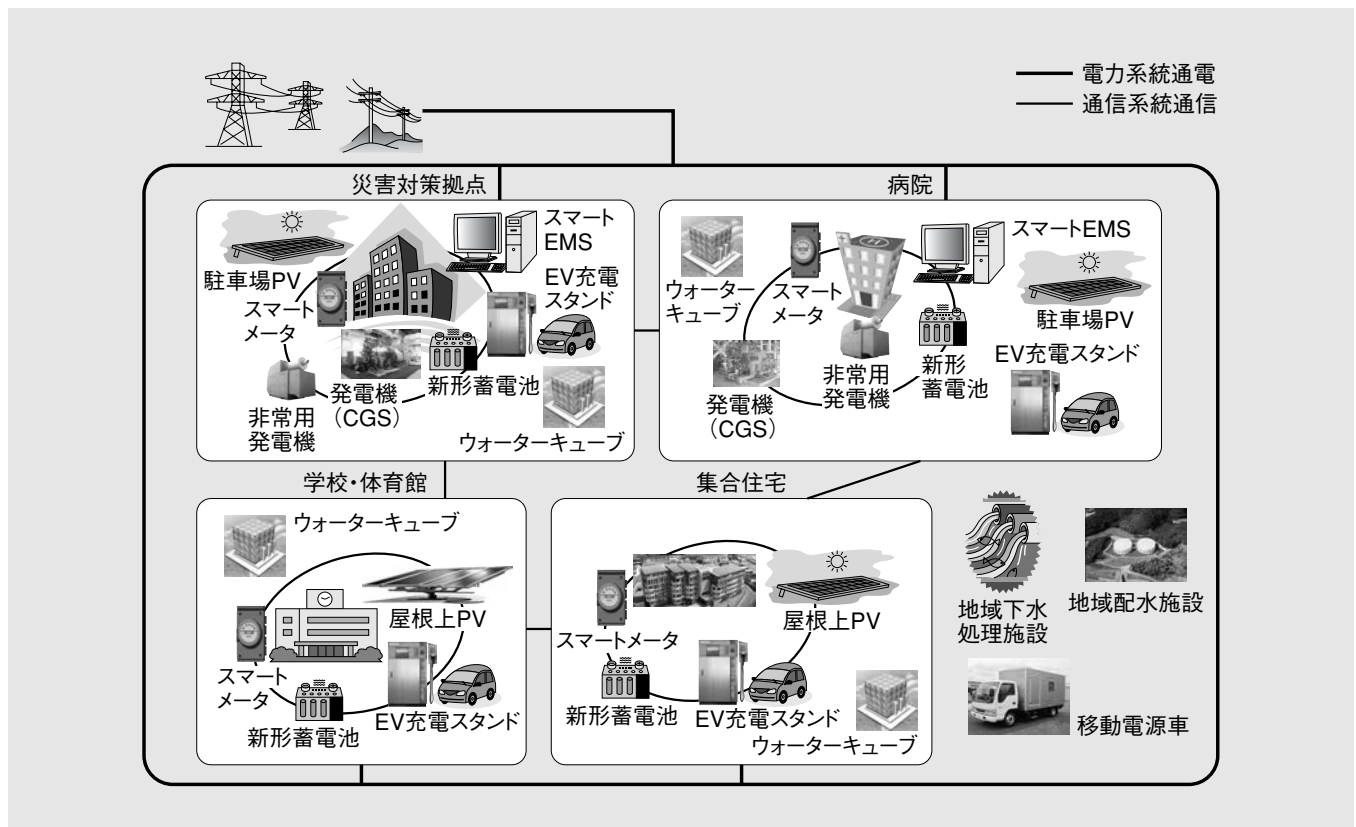 電力系統通電
通信系統通信
災害対策拠点
駐車場PV
スマート
メータ
スマート
EMS
EV充電
スタンド
非常用
発電機
発電機
（CGS）
新形蓄電池
ウォーターキューブ
病院
ウォーター
キューブ
スマート
メータ
スマートEMS
駐車場PV
発電機
（CGS）
非常用
発電機
新形
蓄電池
EV充電スタンド
学校・体育館
ウォーターキューブ
屋根上PV
スマート
メータ
新形蓄電池
EV充電スタンド
集合住宅
スマートメータ
屋根上PV
新形蓄電池
EV充電スタンド
ウォーターキューブ
地域下水
処理施設
地域配水施設
移動電源車